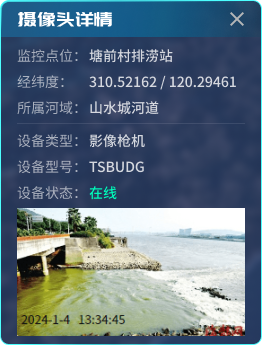 摄像头详情
监控点位： 塘前村排涝站
经纬度： 310.52162 / 120.29461
所属河域： 山水城河道
设备类型： 影像枪机
设备型号： TSBUDG
设备状态： 在线
2024-1-4 13:34:45